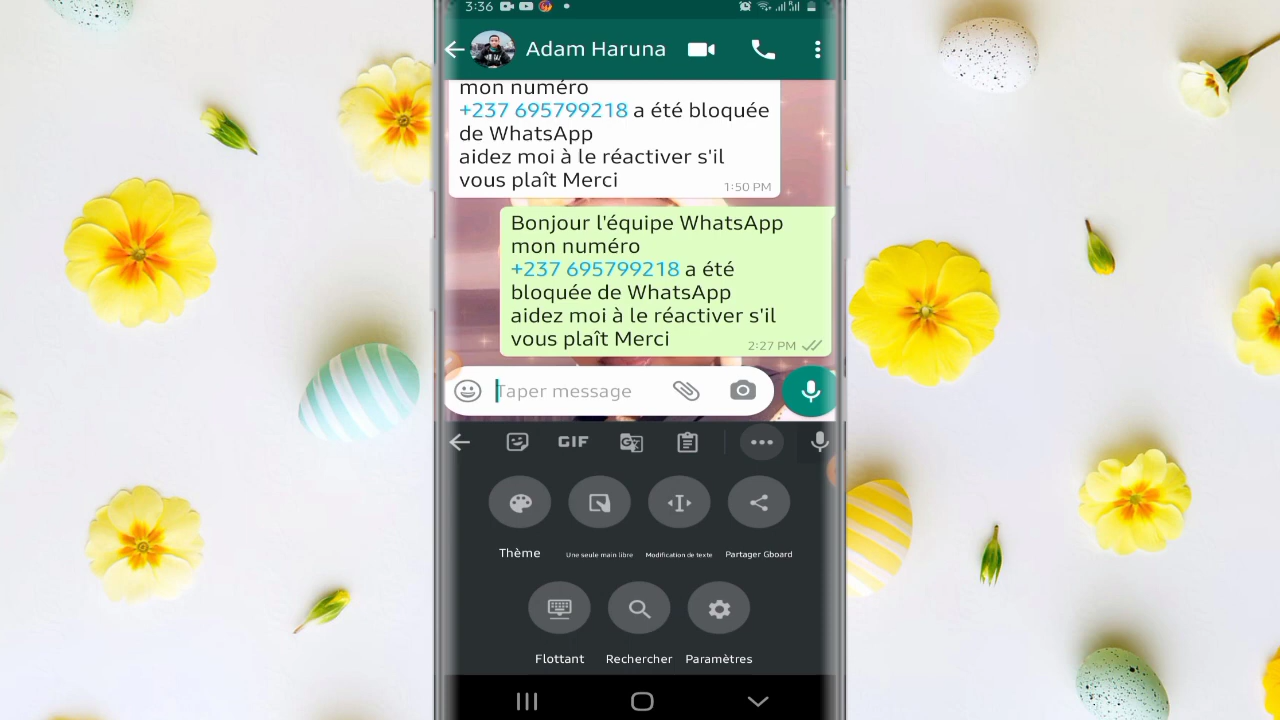 3:36
Adam Haruna
mon numéro
+237 695799218 a été bloquée
de WhatsApp
aidez moi à le réactiver s'il
vous plaît Merci
1:50 PM
Bonjour l'équipe WhatsApp
mon numéro
+237 695799218 a été
bloquée de WhatsApp
aidez moi à le réactiver s'il
vous plaît Merci
2:27 PM
Taper message
GIF
Thème
Une seule main libre
Modification de texte
Partager Gboard
Flottant
Rechercher
Paramètres